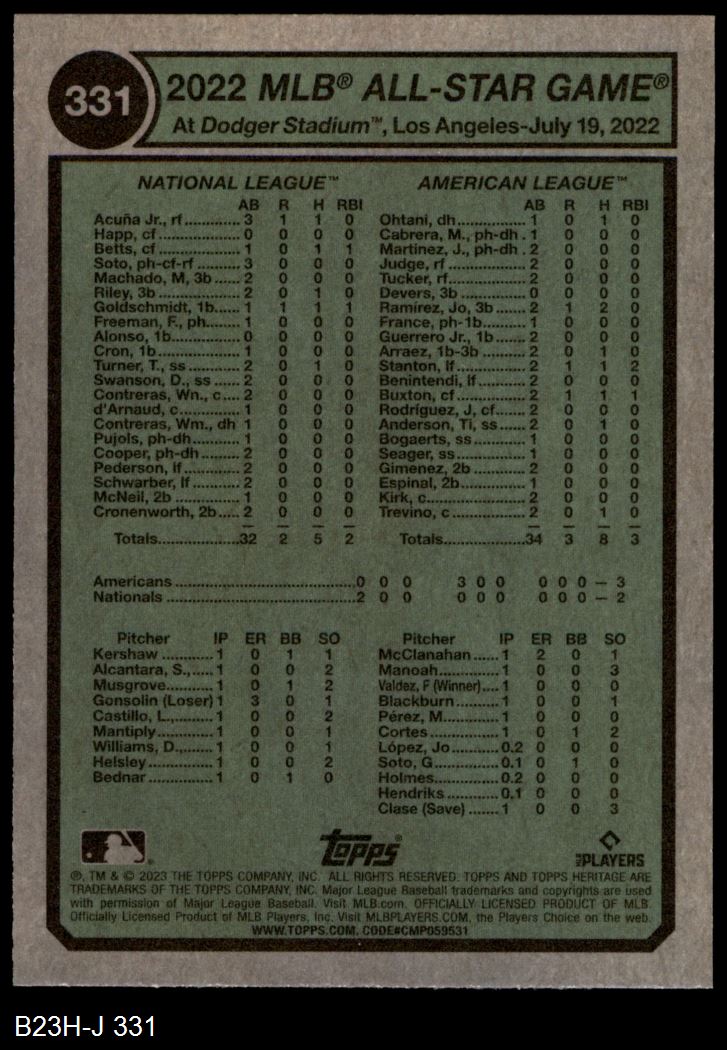 331
2022 MLB® ALL-STAR GAME®
At Dodger Stadium™, Los Angeles-July 19, 2022
NATIONAL LEAGUE™
AB R H RBI
Acuña Jr., rf 3 1 1 0
Happ, cf 0 0 0 0
Betts, cf 1 0 1 1
Soto, ph-cf-rf 3 0 0 0
Machado, M, 3b 2 0 0 0
Riley, 3b 2 0 1 0
Goldschmidt, 1b 1 1 1 1
Freeman, F., ph 1 0 0 0
Alonso, 1b 0 0 0 0
Cron, 1b 1 0 0 0
Turner, T., ss 2 0 1 0
Swanson, D., ss 2 0 0 0
Contreras, Wn., c 2 0 0 0
d'Arnaud, c 1 0 0 0
Contreras, Wm., dh 1 0 0 0
Pujols, ph-dh 1 0 0 0
Cooper, ph-dh 2 0 0 0
Pederson, lf 2 0 0 0
Schwarber, lf 2 0 0 0
McNeil, 2b 1 0 0 0
Cronenworth, 2b 2 0 0 0
Totals 32 2 5 2
AMERICAN LEAGUE™
AB R H RBI
Ohtani, dh 1 0 1 0
Cabrera, M., ph-dh 1 0 0 0
Martinez, J., ph-dh 2 0 0 0
Judge, rf 2 0 0 0
Tucker, rf 2 0 0 0
Devers, 3b 0 0 0 0
Ramírez, Jo, 3b 2 1 2 0
France, ph-1b 1 0 0 0
Guerrero Jr., 1b 2 0 0 0
Arraez, 1b-3b 2 0 1 0
Stanton, lf 2 1 1 2
Benintendi, lf 2 0 0 0
Buxton, cf 2 1 1 1
Rodríguez, J, cf 2 0 0 0
Anderson, Ti, ss 2 0 1 0
Bogaerts, ss 1 0 0 0
Seager, ss 1 0 0 0
Gimenez, 2b 2 0 0 0
Espinal, 2b 1 0 0 0
Kirk, c 2 0 0 0
Trevino, c 2 0 1 0
Totals 34 3 8 3
Americans 0 0 0 3 0 0 0 0 0 – 3
Nationals 2 0 0 0 0 0 0 0 0 – 2
Pitcher IP ER BB SO
Kershaw 1 0 1 1
Alcantara, S., 1 0 0 2
Musgrove 1 0 1 2
Gonsolin (Loser) 1 3 0 1
Castillo, L., 1 0 0 2
Mantiply 1 0 0 1
Williams, D., 1 0 0 1
Helsley 1 0 0 2
Bednar 1 0 1 0
Pitcher IP ER BB SO
McClanahan 1 2 0 1
Manoah 1 0 0 3
Valdez, F (Winner) 1 0 0 0
Blackburn 1 0 0 1
Pérez, M. 1 0 0 0
Cortes 1 0 1 2
López, Jo 0.2 0 0 0
Soto, G 0.1 0 1 0
Holmes 0.2 0 0 0
Hendriks 0.1 0 0 0
Clase (Save) 1 0 0 3
Topps®
THE PLAYERS
®, TM & © 2023 THE TOPPS COMPANY, INC. ALL RIGHTS RESERVED. TOPPS AND TOPPS HERITAGE ARE
TRADEMARKS OF THE TOPPS COMPANY, INC. Major League Baseball trademarks and copyrights are used
with permission of Major League Baseball. Visit MLB.com. OFFICIALLY LICENSED PRODUCT OF MLB
Officially Licensed Product of MLB Players, Inc. Visit MLBPLAYERS.COM, the Players Choice on the web.
WWW.TOPPS.COM. CODE#CMP059531
B23H-J 331